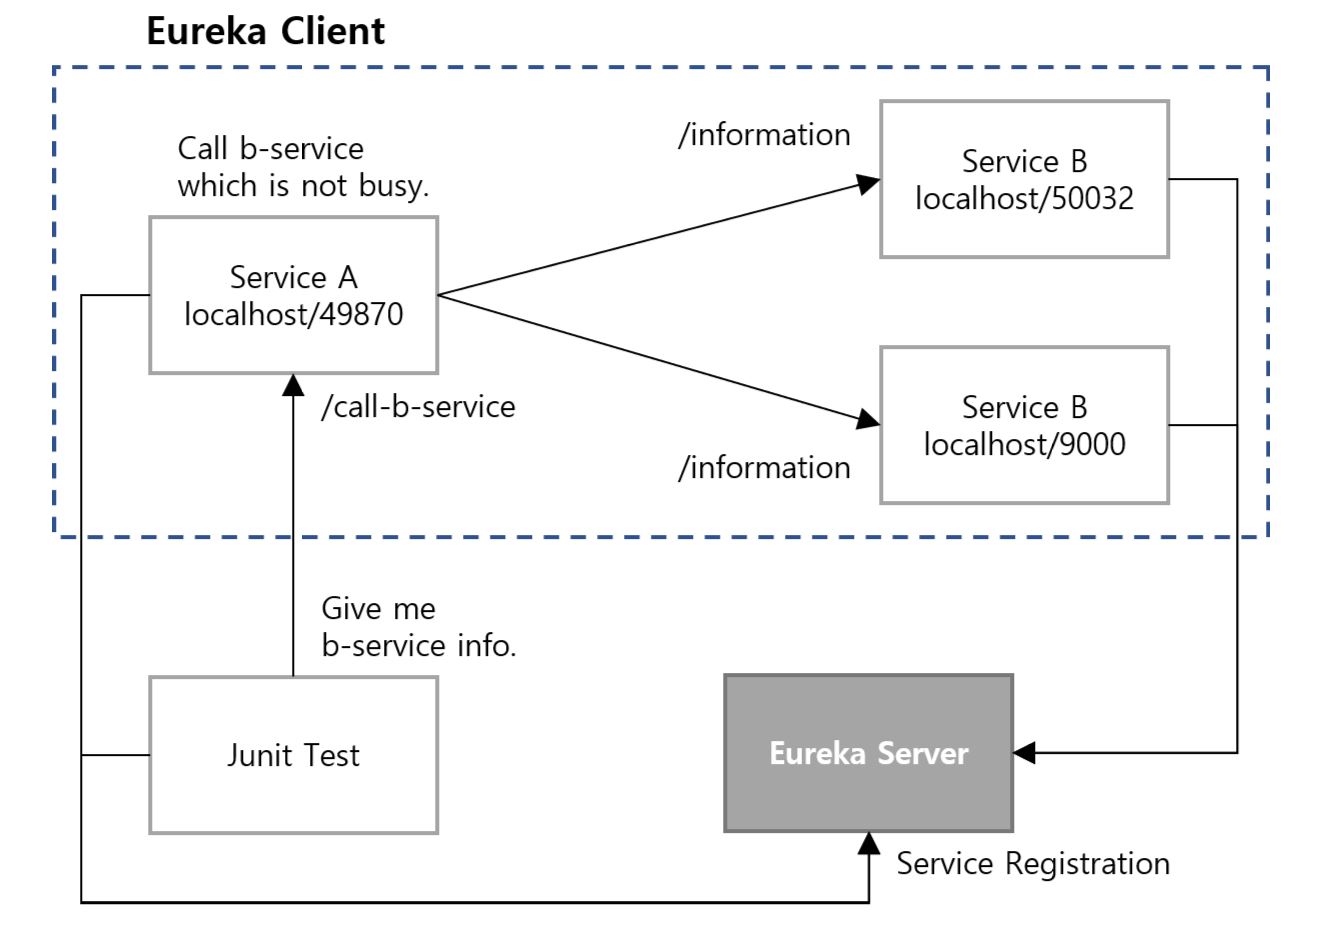 Eureka Client
Call b-service
which is not busy.
/information
Service B
localhost/50032
Service A
localhost/49870
/call-b-service
Service B
localhost/9000
/information
Give me
b-service info.
Junit Test
Eureka Server
Service Registration